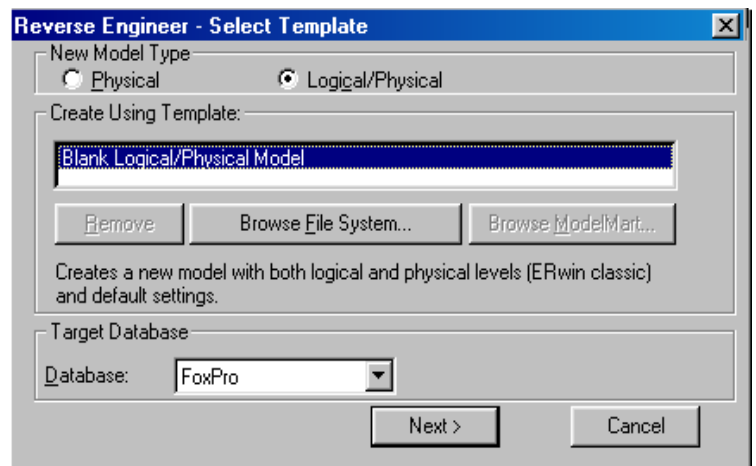 Reverse Engineer - Select Template
New Model Type
Physical Logical/Physical
Create Using Template:
Blank Logical/Physical Model
Remove Browse File System... Browse ModelMart...
Creates a new model with both logical and physical levels (ERwin classic)
and default settings.
Target Database
Database: FoxPro
Next > Cancel